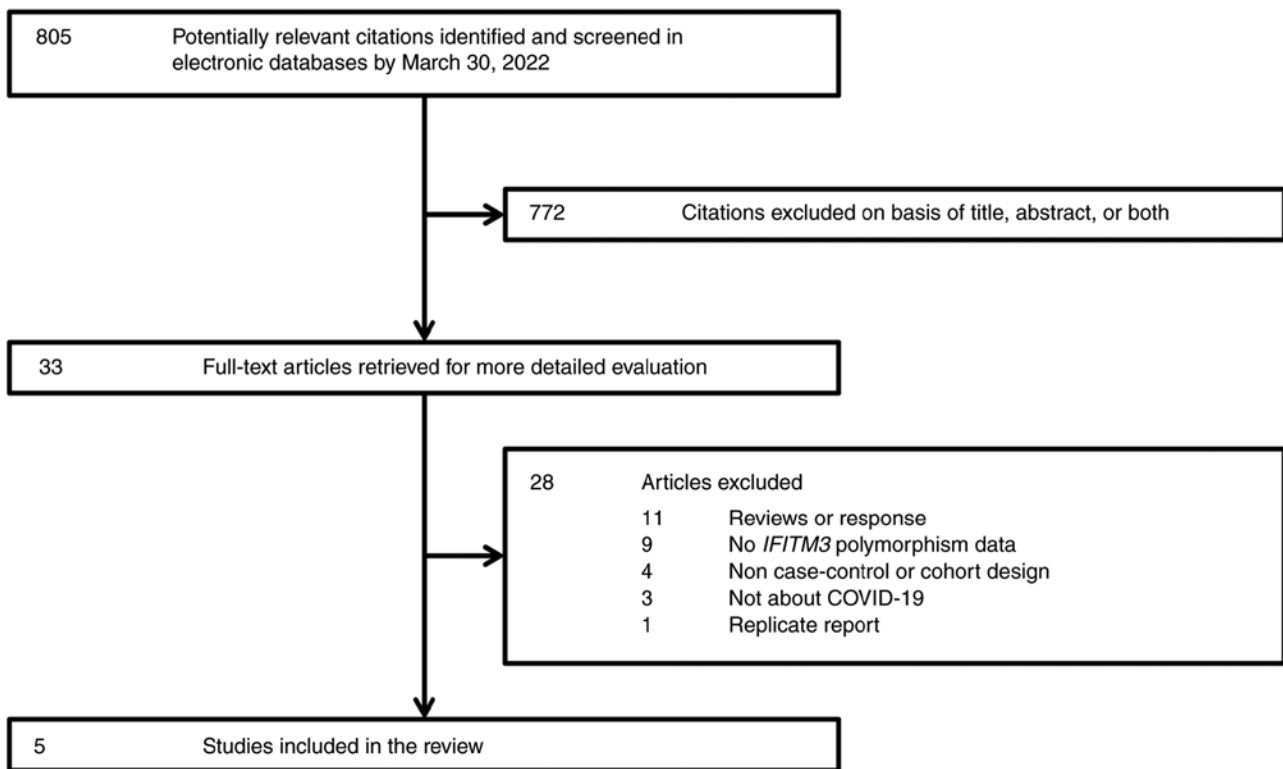 805 Potentially relevant citations identified and screened in
electronic databases by March 30, 2022
772 Citations excluded on basis of title, abstract, or both
33 Full-text articles retrieved for more detailed evaluation
28 Articles excluded
11 Reviews or response
9 No IFITM3 polymorphism data
4 Non case-control or cohort design
3 Not about COVID-19
1 Replicate report
5 Studies included in the review